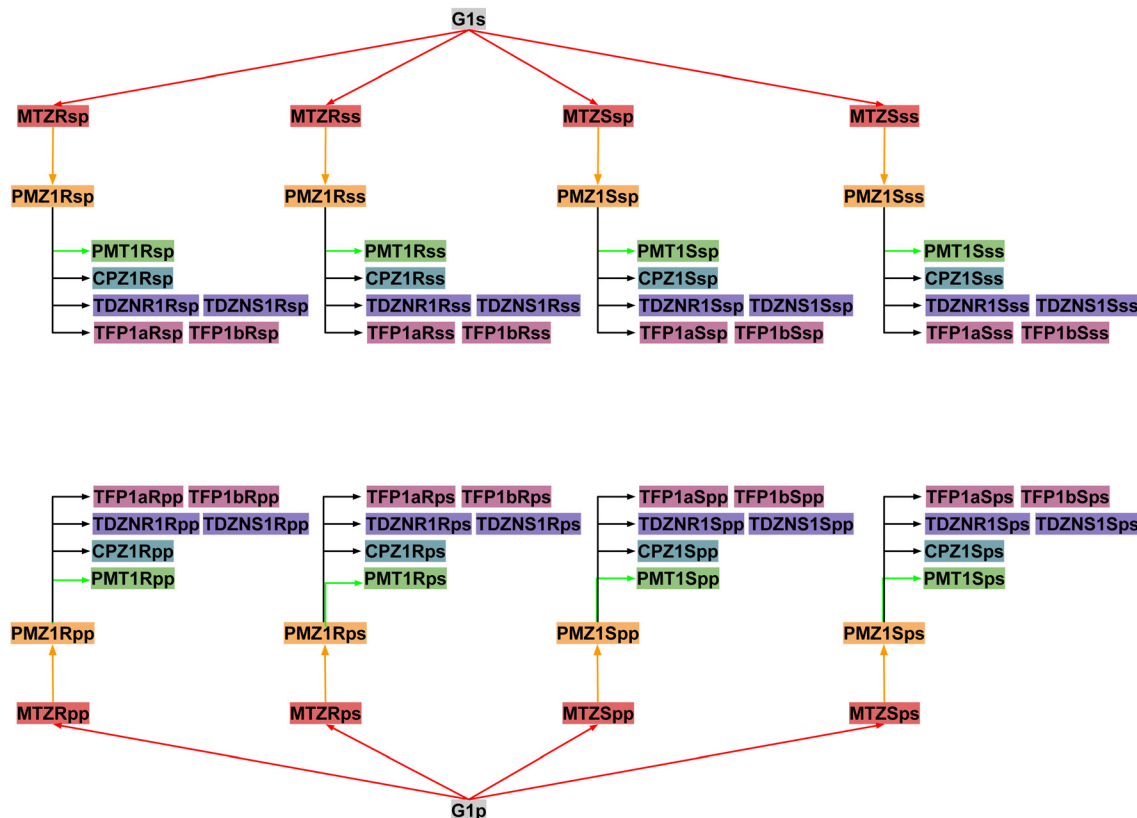 G1s
MTZRsp MTZRss MTZSsp MTZSss
PMZ1Rsp PMZ1Rss PMZ1Ssp PMZ1Sss
PMT1Rsp PMT1Rss PMT1Ssp PMT1Sss
CPZ1Rsp CPZ1Rss CPZ1Ssp CPZ1Sss
TDZNR1Rsp TDZNS1Rsp TDZNR1Rss TDZNS1Rss TDZNR1Ssp TDZNS1Ssp TDZNR1Sss TDZNS1Sss
TFP1aRsp TFP1bRsp TFP1aRss TFP1bRss TFP1aSsp TFP1bSsp TFP1aSss TFP1bSss
TFP1aRpp TFP1bRpp TFP1aRps TFP1bRps TFP1aSpp TFP1bSpp TFP1aSps TFP1bSps
TDZNR1Rpp TDZNS1Rpp TDZNR1Rps TDZNS1Rps TDZNR1Spp TDZNS1Spp TDZNR1Sps TDZNS1Sps
CPZ1Rpp CPZ1Rps CPZ1Spp CPZ1Sps
PMT1Rpp PMT1Rps PMT1Spp PMT1Sps
PMZ1Rpp PMZ1Rps PMZ1Spp PMZ1Sps
MTZRpp MTZRps MTZSpp MTZSps
G1p